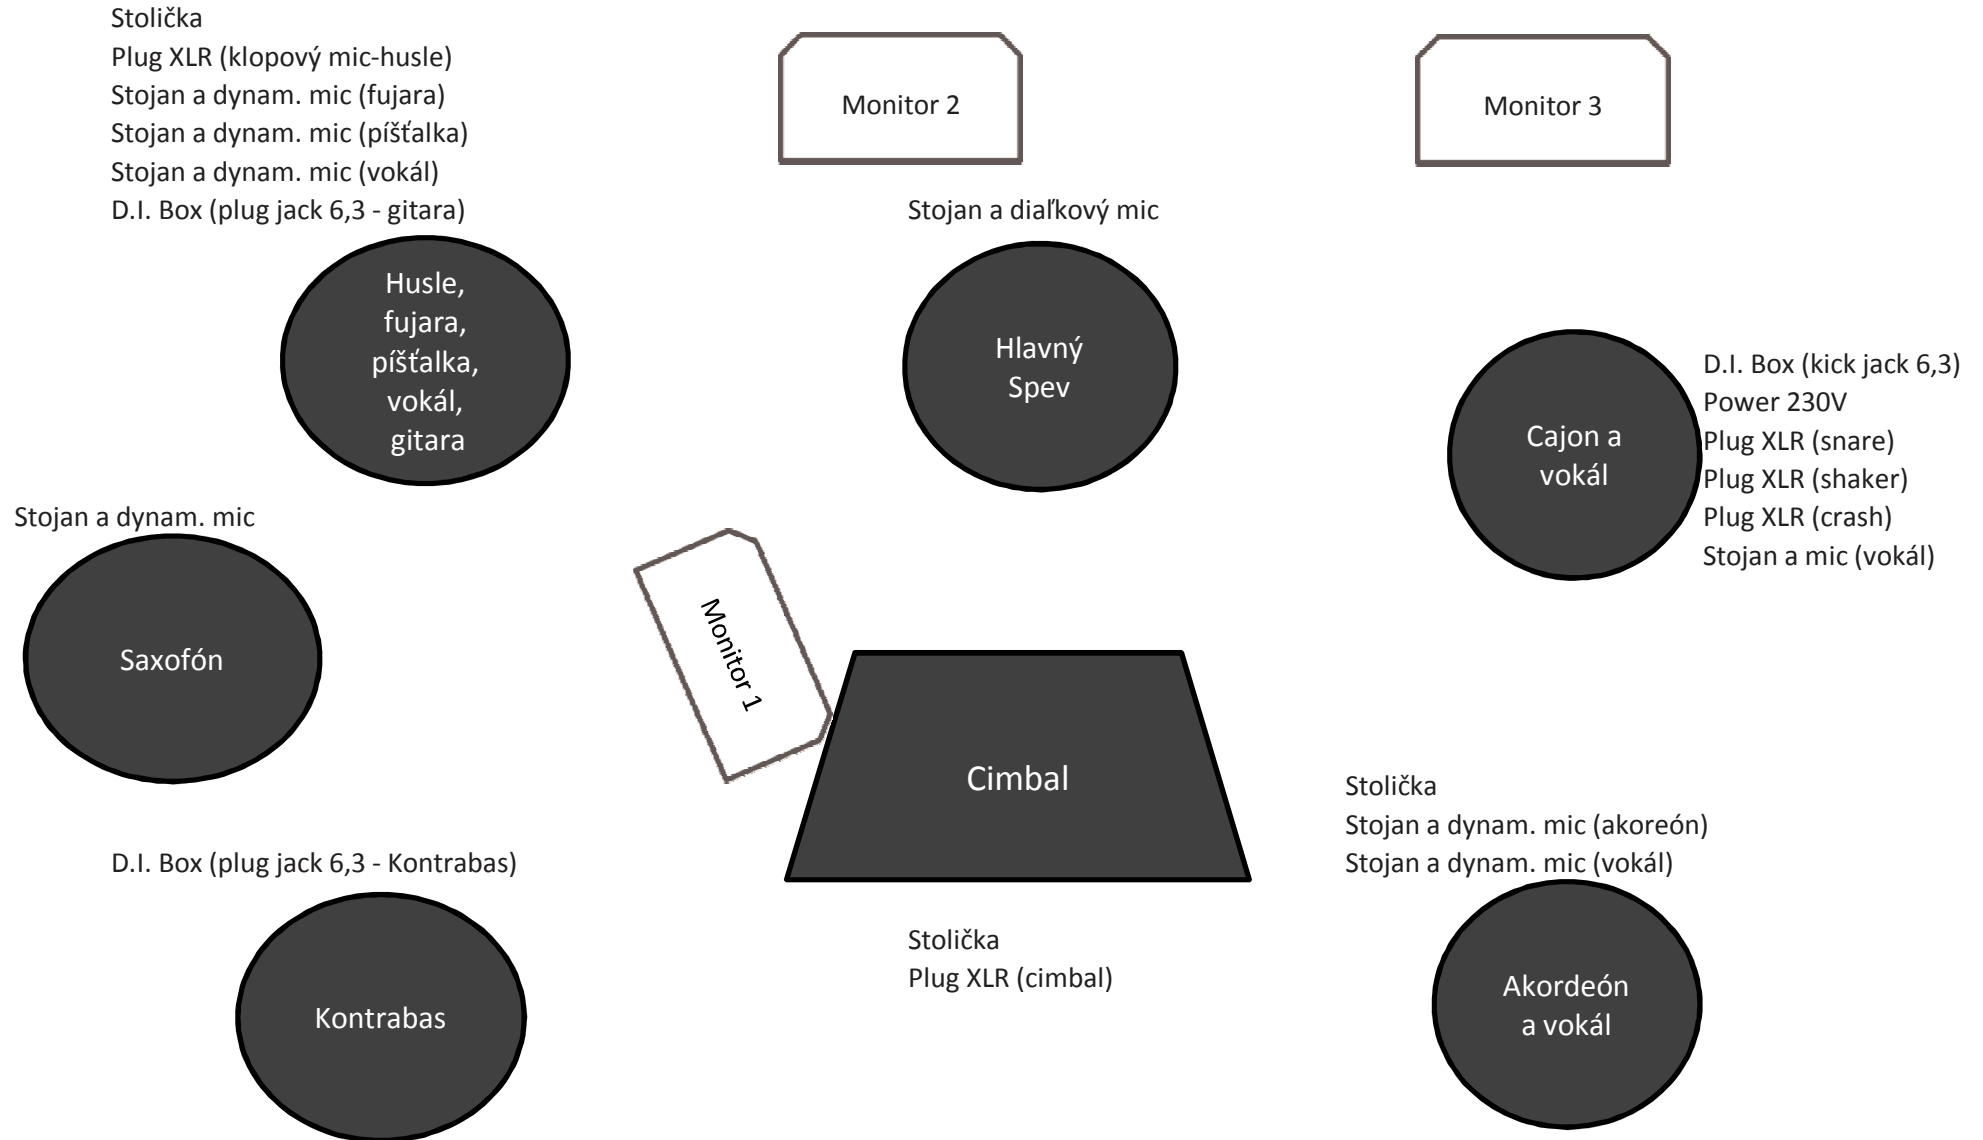 Stolička
Plug XLR (klopový mic-husle)
Stojan a dynam. mic (fujara)
Stojan a dynam. mic (píšťalka)
Stojan a dynam. mic (vokál)
D.I. Box (plug jack 6,3 - gitara)
Monitor 2
Monitor 3
Stojan a diaľkový mic
Husle,
fujara,
píšťalka,
vokál,
gitara
Hlavný
Spev
Cajon a
vokál
D.I. Box (kick jack 6,3)
Power 230V
Plug XLR (snare)
Plug XLR (shaker)
Plug XLR (crash)
Stojan a mic (vokál)
Stojan a dynam. mic
Saxofón
Monitor 1
Cimbal
Stolička
Stojan a dynam. mic (akoreón)
Stojan a dynam. mic (vokál)
D.I. Box (plug jack 6,3 - Kontrabas)
Kontrabas
Stolička
Plug XLR (cimbal)
Akordeón
a vokál